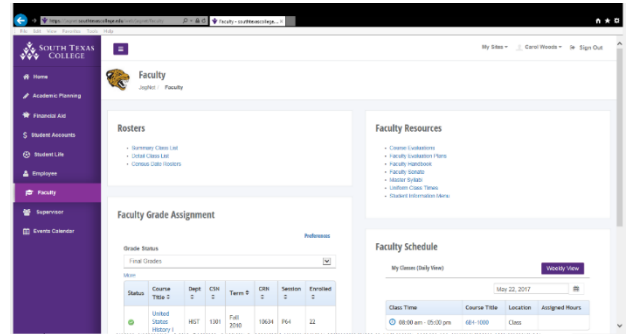 Faculty - southtexascollege...
File Edit View Favorites Tools Help
SOUTH TEXAS
COLLEGE
My Sites
Carol Woods
Sign Out
Home
Academic Planning
Financial Aid
Student Accounts
Student Life
Employee
Faculty
Supervisor
Events Calendar
Faculty
JagNet / Faculty
Rosters
Summary Class List
Detail Class List
Census Date Rosters
Faculty Grade Assignment
Preferences
Grade Status
Final Grades
More
Status Course Title Dept CSH Term CRN Session Enrolled
United States History I HIST 1301 Fall 2010 19634 P64 22
Faculty Resources
Course Evaluations
Faculty Evaluation Plans
Faculty Handbook
Faculty Senate
Master Syllabi
Uniform Class Times
Student Information Menu
Faculty Schedule
My Classes (Daily View)
Weekly View
May 22, 2017
Class Time Course Title Location Assigned Hours
08:00 am - 05:00 pm Class